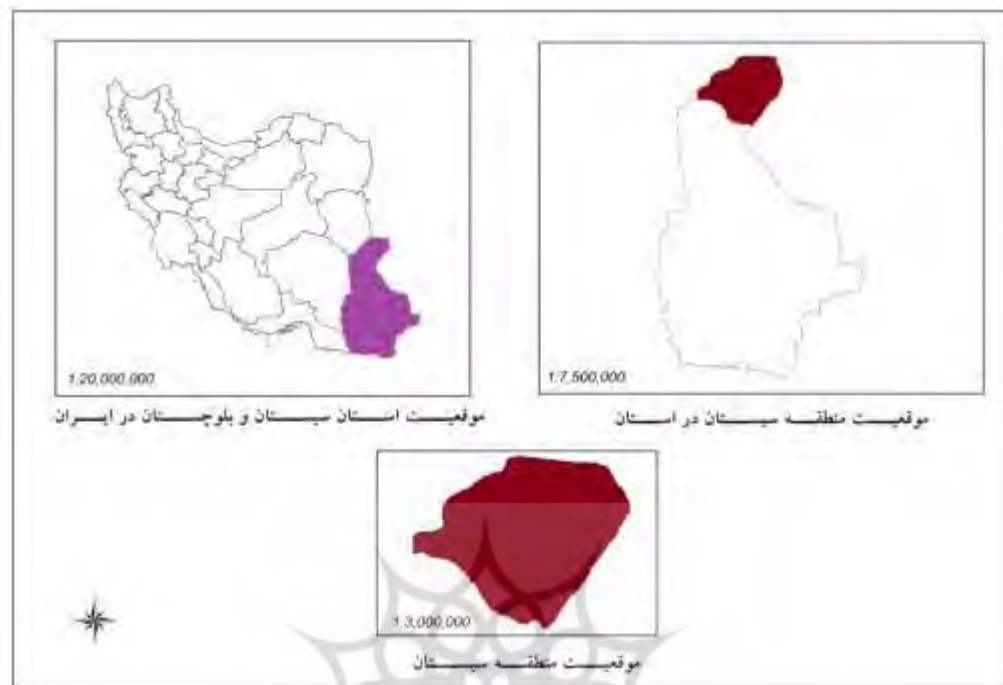 1:20,000,000
1:7,500,000
موقعیت استان سیستان و بلوچستان در ایران
موقعیت منطقه سیستان در استان
1:3,000,000
موقعیت منطقه سیستان